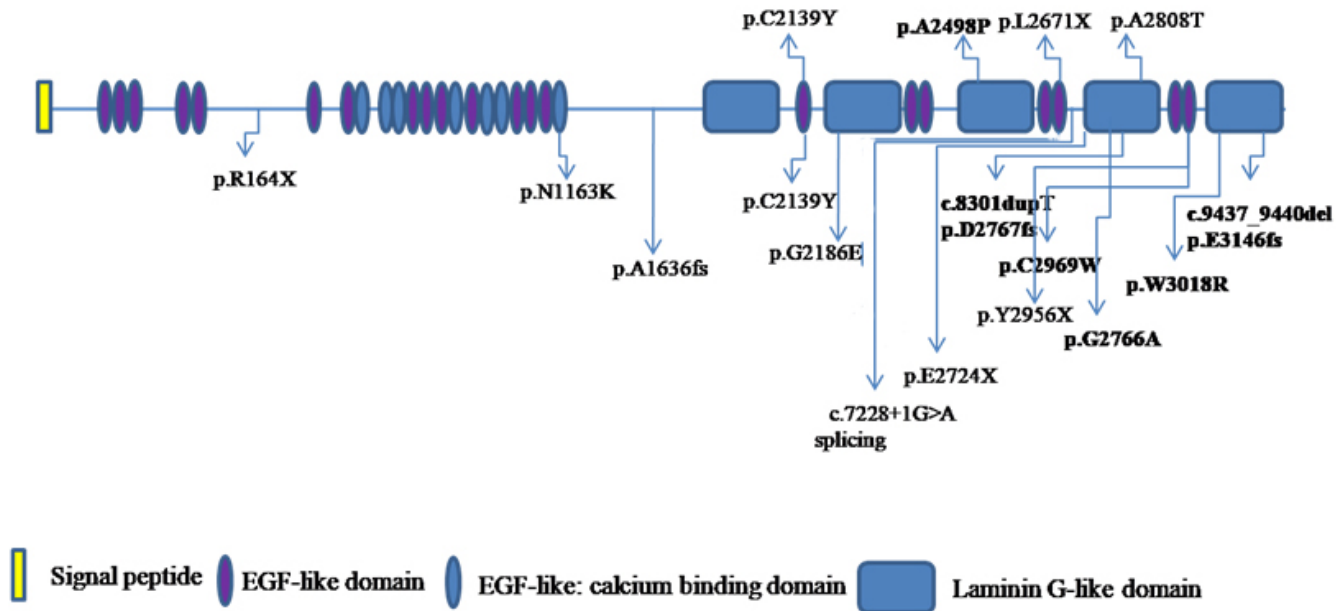 p.C2139Y
p.A2498P
p.L2671X
p.A2808T
p.R164X
p.N1163K
p.A1636fs
p.C2139Y
p.G2186E
c.8301dupT
p.D2767fs
p.C2969W
p.Y2956X
p.G2766A
c.9437_9440del
p.E3146fs
p.W3018R
p.E2724X
c.7228+1G>A
splicing
Signal peptide
EGF-like domain
EGF-like: calcium binding domain
Laminin G-like domain